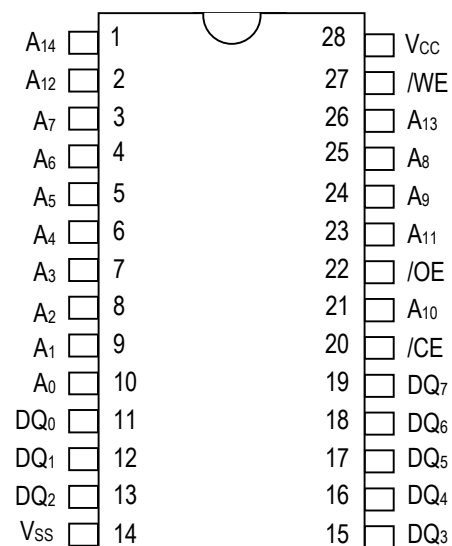 A14 1 28 VCC
A12 2 27 /WE
A7 3 26 A13
A6 4 25 A8
A5 5 24 A9
A4 6 23 A11
A3 7 22 /OE
A2 8 21 A10
A1 9 20 /CE
A0 10 19 DQ7
DQ0 11 18 DQ6
DQ1 12 17 DQ5
DQ2 13 16 DQ4
VSS 14 15 DQ3